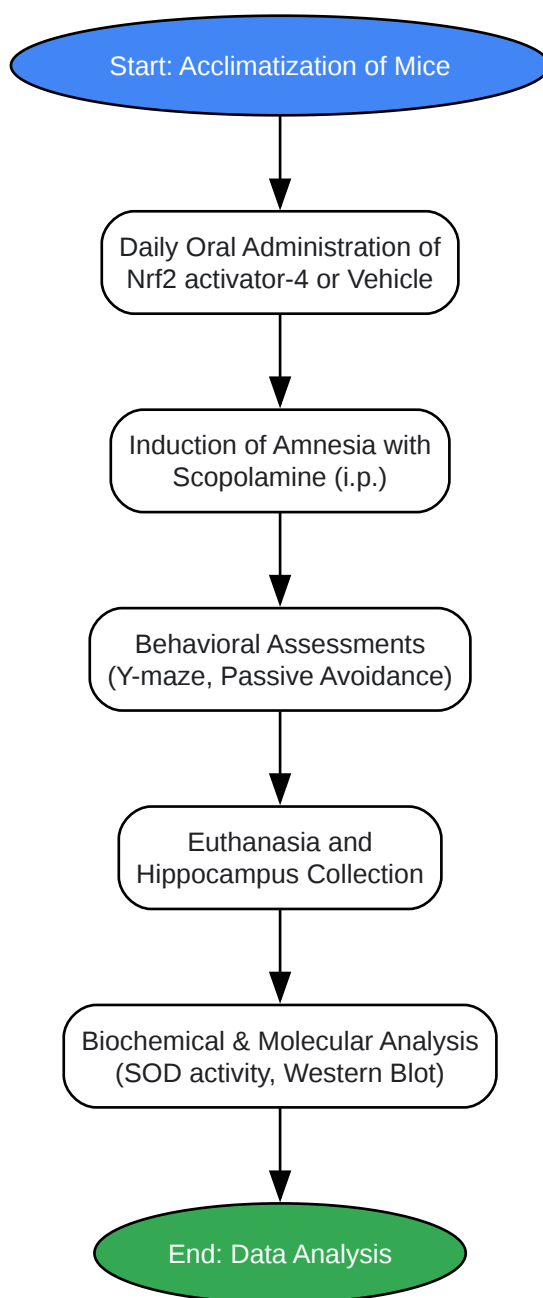 Start: Acclimatization of Mice
Daily Oral Administration of
Nrf2 activator-4 or Vehicle
Induction of Amnesia with
Scopolamine (i.p.)
Behavioral Assessments
(Y-maze, Passive Avoidance)
Euthanasia and
Hippocampus Collection
Biochemical & Molecular Analysis
(SOD activity, Western Blot)
End: Data Analysis